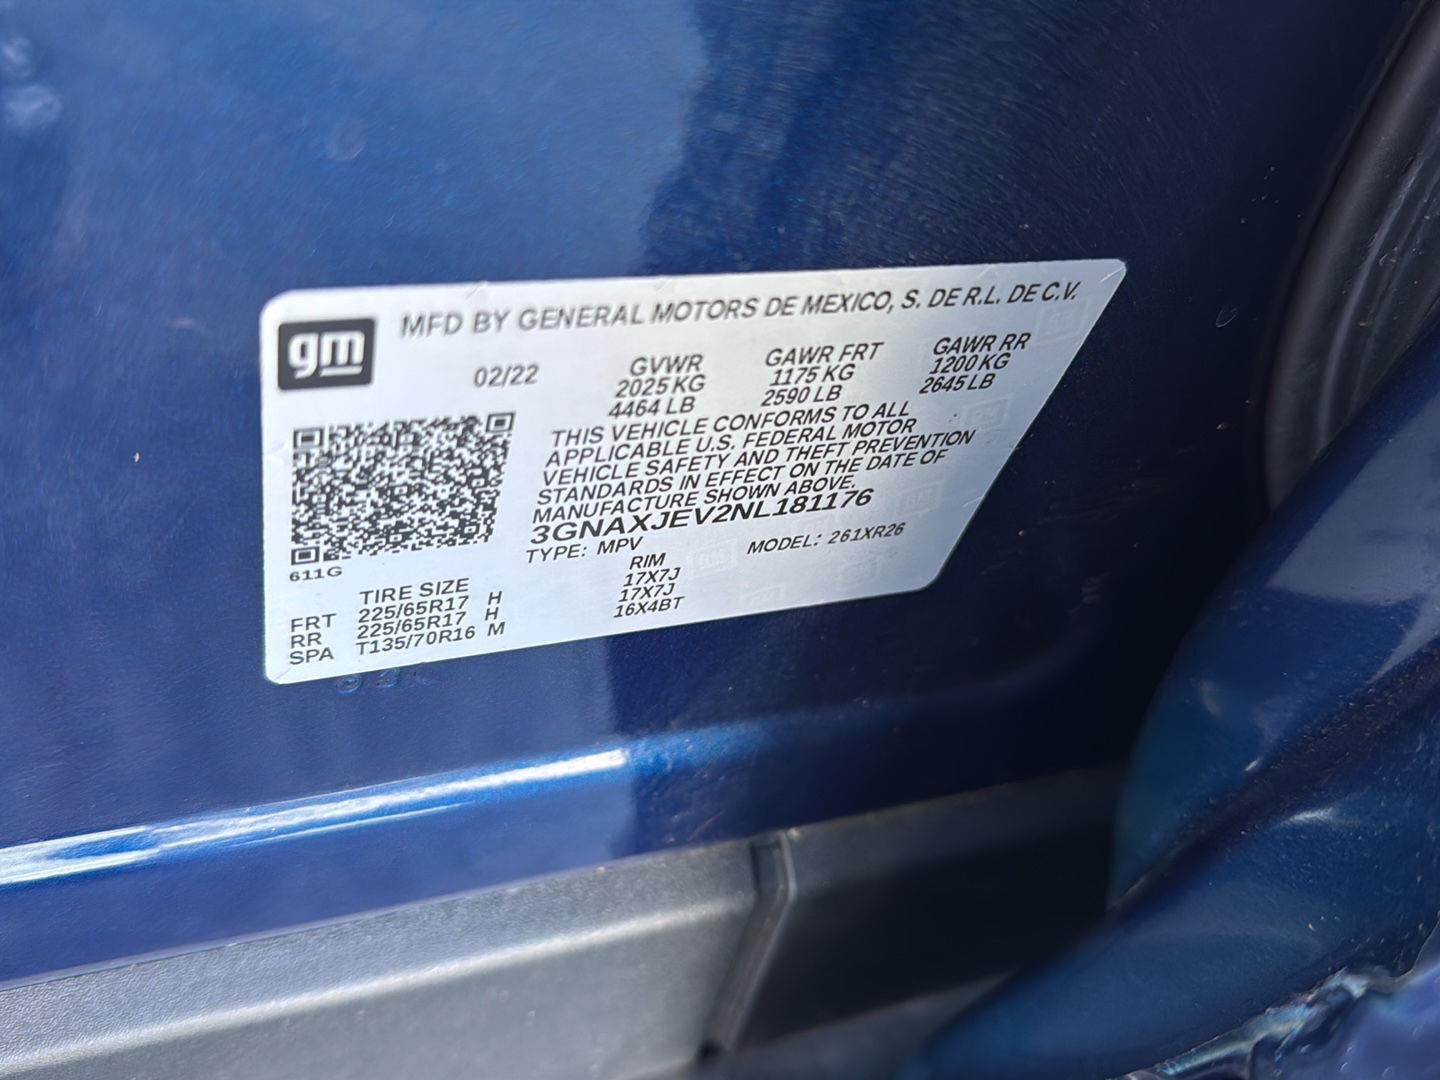 gm
MFD BY GENERAL MOTORS DE MEXICO, S. DE R.L. DE C.V.
02/22 GVWR GAWR FRT GAWR RR
2025 KG 1175 KG 1200 KG
4464 LB 2590 LB 2645 LB
THIS VEHICLE CONFORMS TO ALL
APPLICABLE U.S. FEDERAL MOTOR
VEHICLE SAFETY AND THEFT PREVENTION
STANDARDS IN EFFECT ON THE DATE OF
MANUFACTURE SHOWN ABOVE.
3GNAXJEV2NL181176
TYPE: MPV MODEL: 261XR26
611G
TIRE SIZE RIM
FRT 225/65R17 H 17X7J
RR 225/65R17 H 17X7J
SPA T135/70R16 M 16X4BT